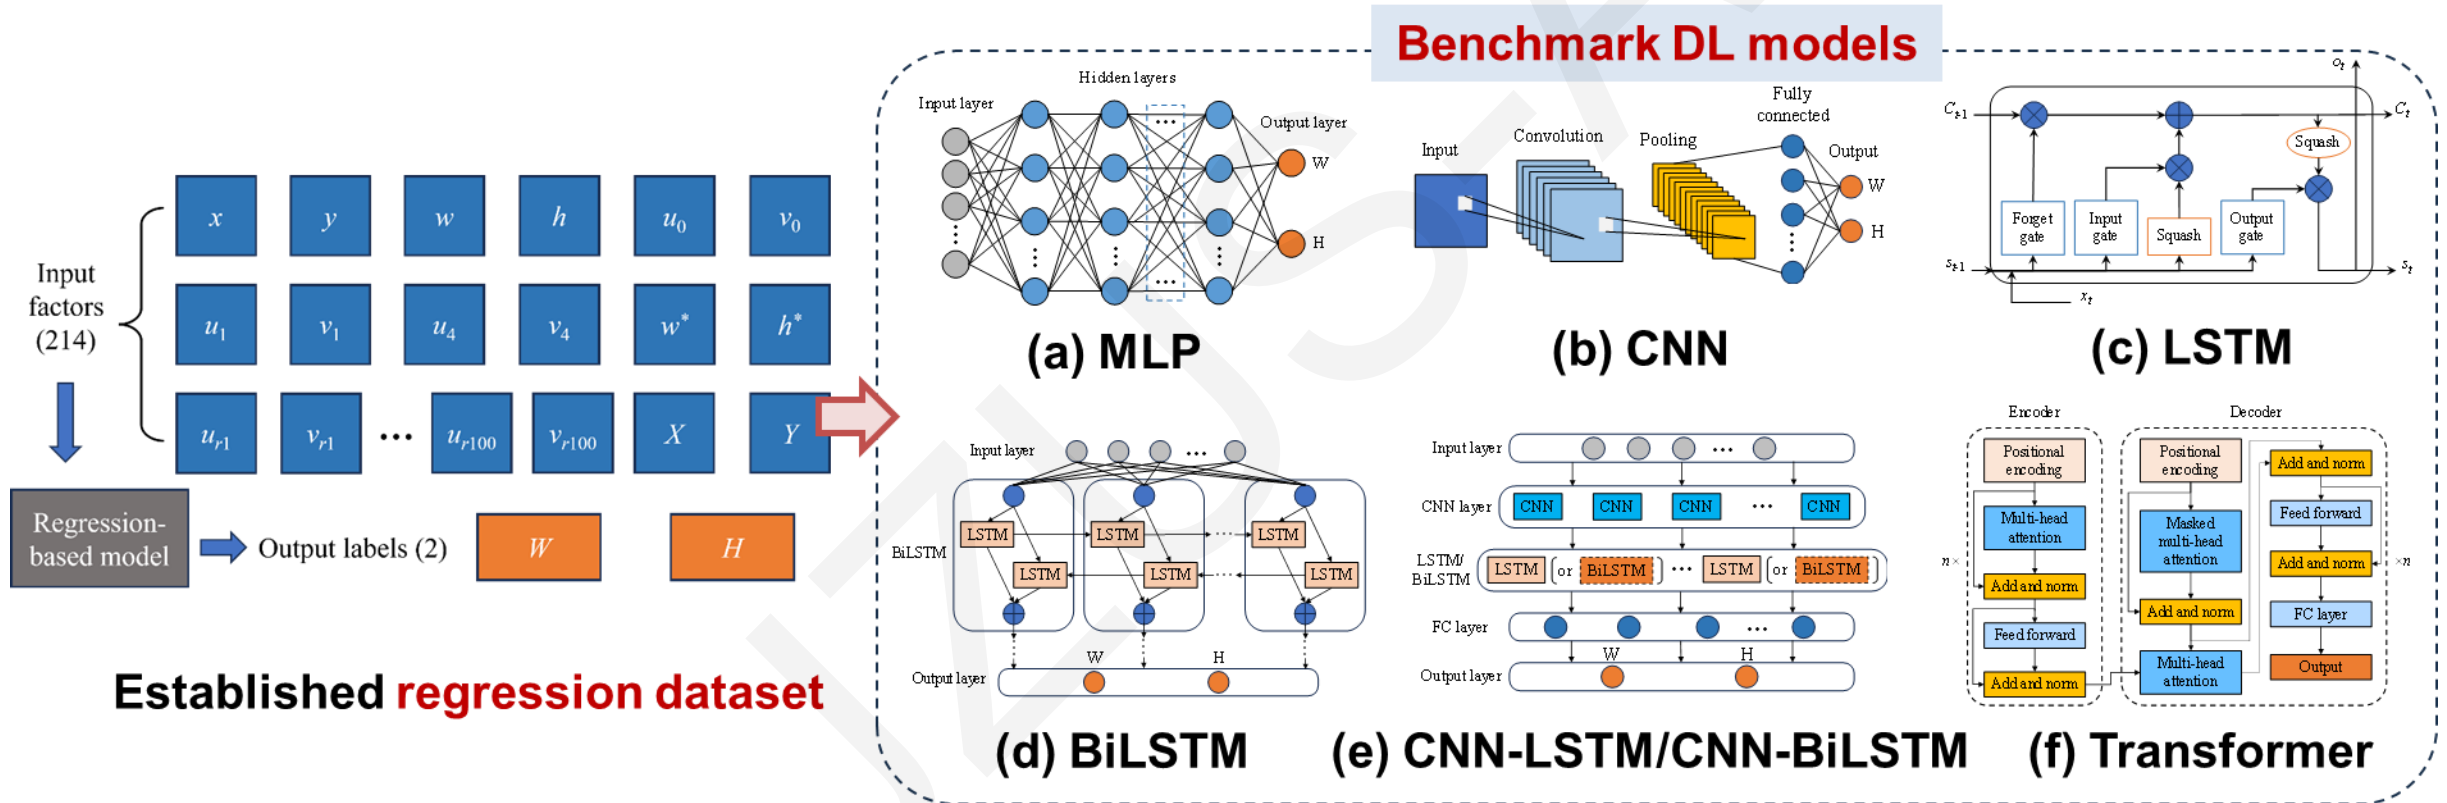 Benchmark DL models
Input
factors
(214)
x
y
w
h
u0
v0
u1
v1
u4
v4
w*
h*
ur1
vr1
...
ur100
vr100
X
Y
Regression-
based model
Output labels (2)
W
H
Established regression dataset
Hidden layers
Input layer
Output layer
...
W
H
...
(a) MLP
Input
Convolution
Pooling
Fully
connected
Output
W
H
(b) CNN
ot
Ct-1
Ct
Squash
Forget
gate
Input
gate
Squash
Output
gate
st-1
st
xt
(c) LSTM
Input layer
...
BiLSTM
LSTM
LSTM
...
LSTM
LSTM
LSTM
...
LSTM
W
H
Output layer
(d) BiLSTM
Input layer
...
CNN layer
CNN
CNN
CNN
...
CNN
LSTM/
BiLSTM
LSTM (or BiLSTM) ... LSTM (or BiLSTM)
FC layer
...
W
H
Output layer
(e) CNN-LSTM/CNN-BiLSTM
Encoder
Positional
encoding
Multi-head
attention
n×
Add and norm
Feed forward
Add and norm
Decoder
Positional
encoding
Masked
multi-head
attention
Add and norm
Multi-head
attention
Add and norm
Feed forward
Add and norm
×n
FC layer
Output
(f) Transformer
JZUS-A